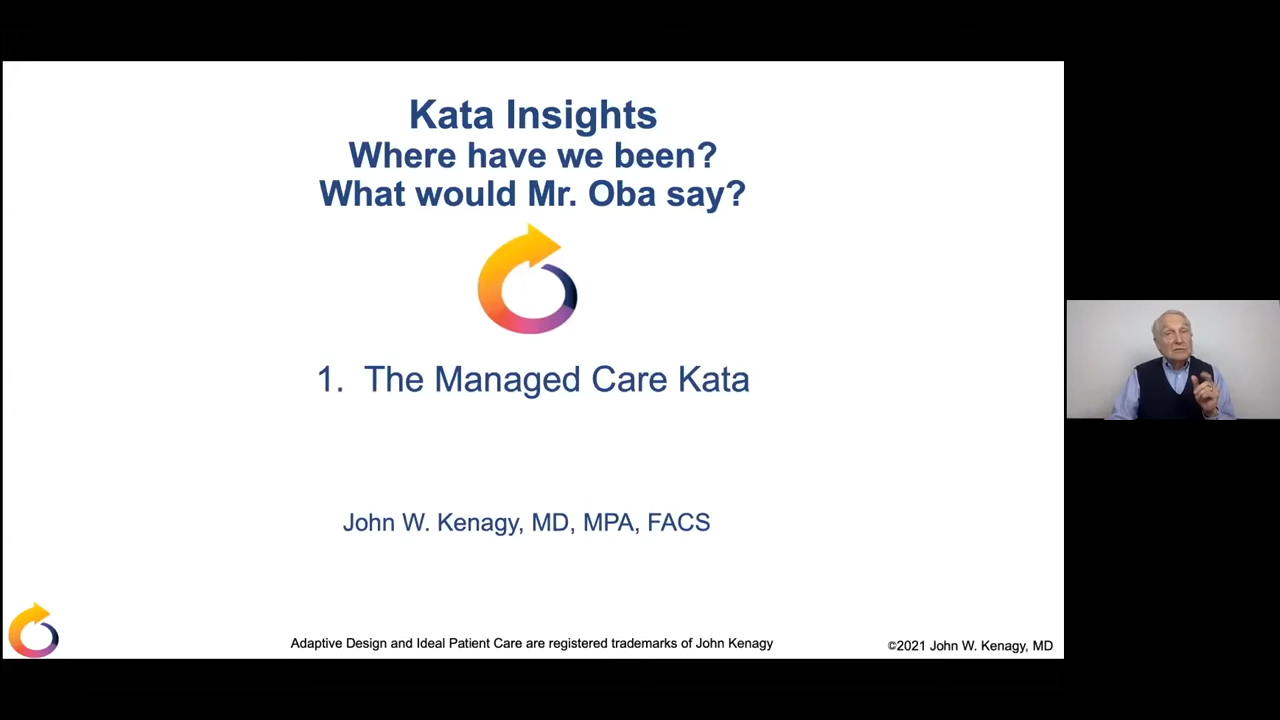 Kata Insights
Where have we been?
What would Mr. Oba say?
1. The Managed Care Kata
John W. Kenagy, MD, MPA, FACS
Adaptive Design and Ideal Patient Care are registered trademarks of John Kenagy
©2021 John W. Kenagy, MD